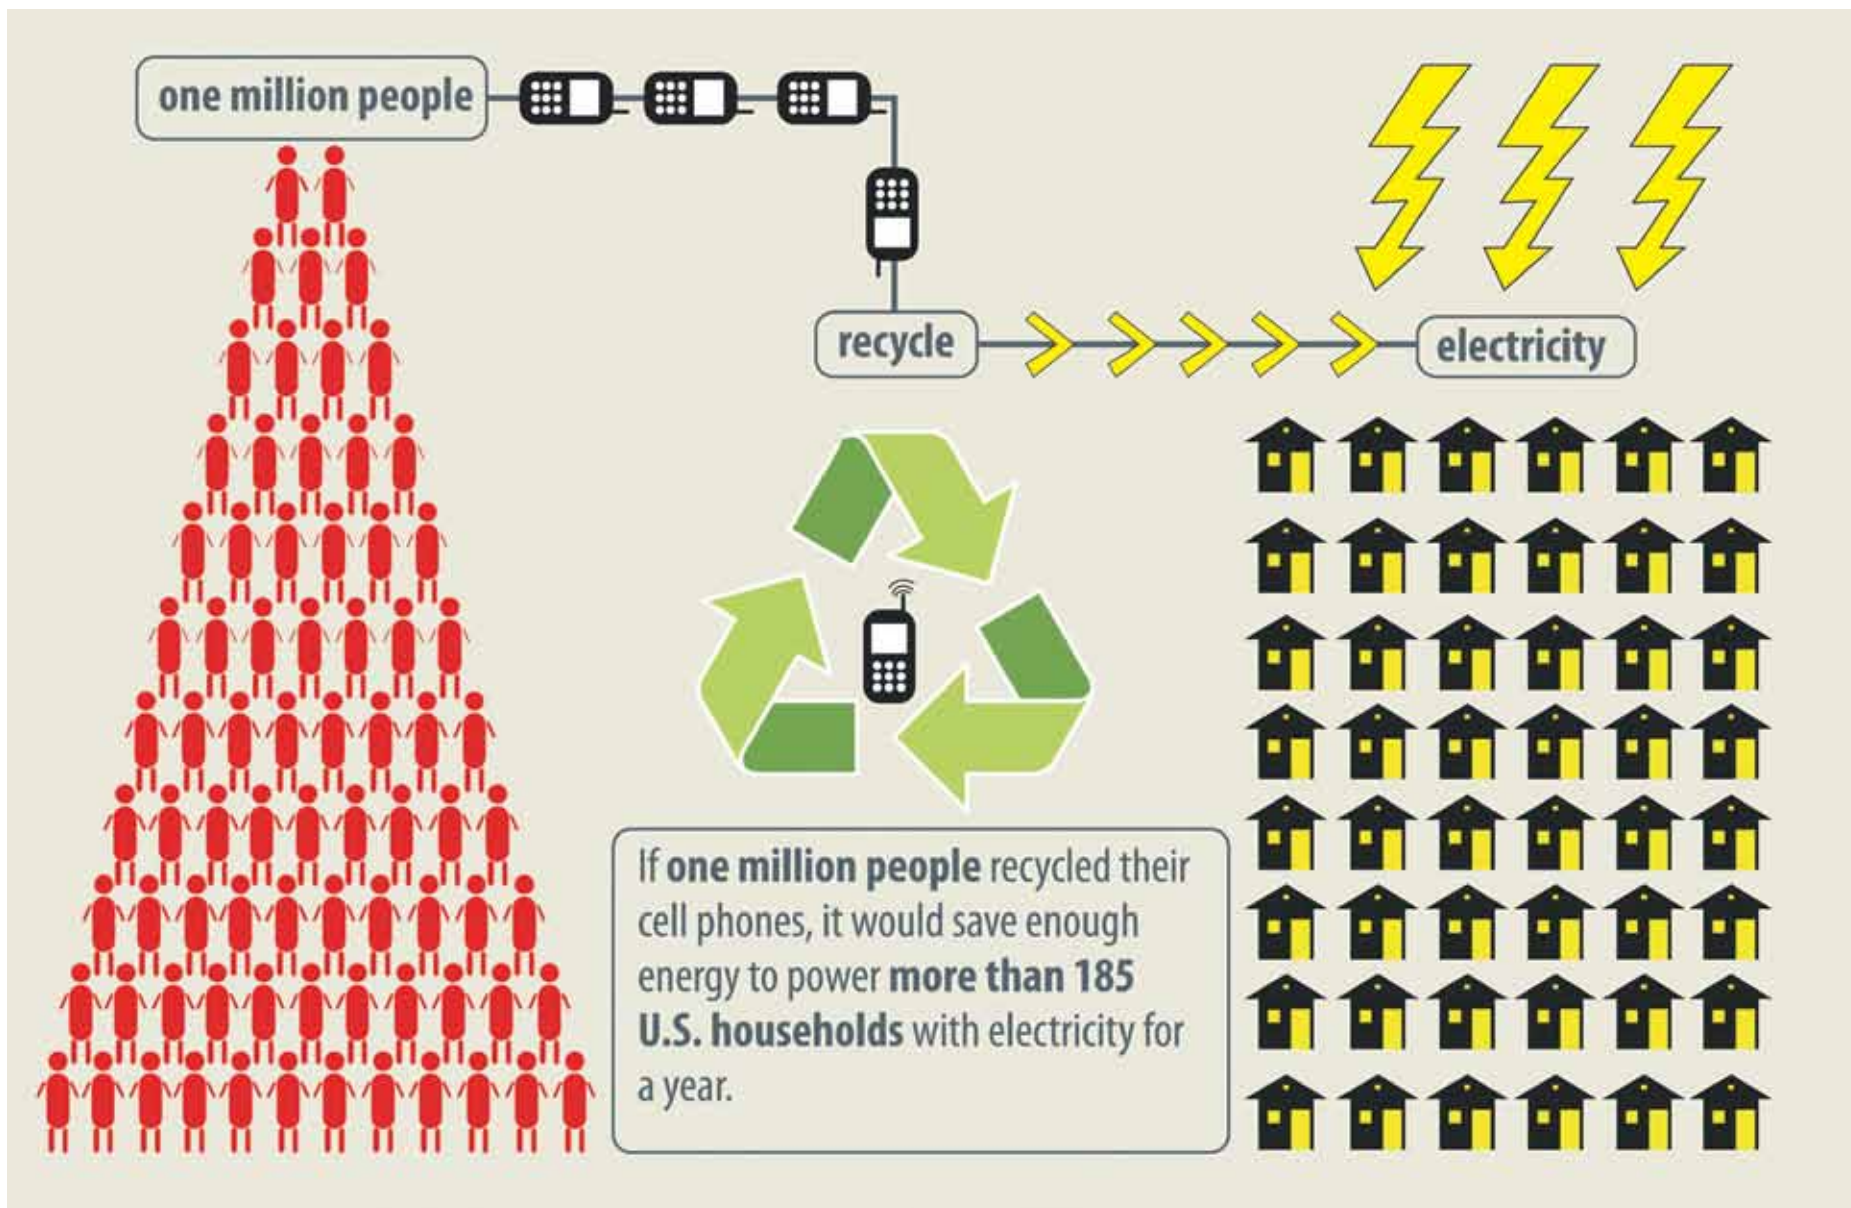 one million people
recycle
electricity
If one million people recycled their
cell phones, it would save enough
energy to power more than 185
U.S. households with electricity for
a year.